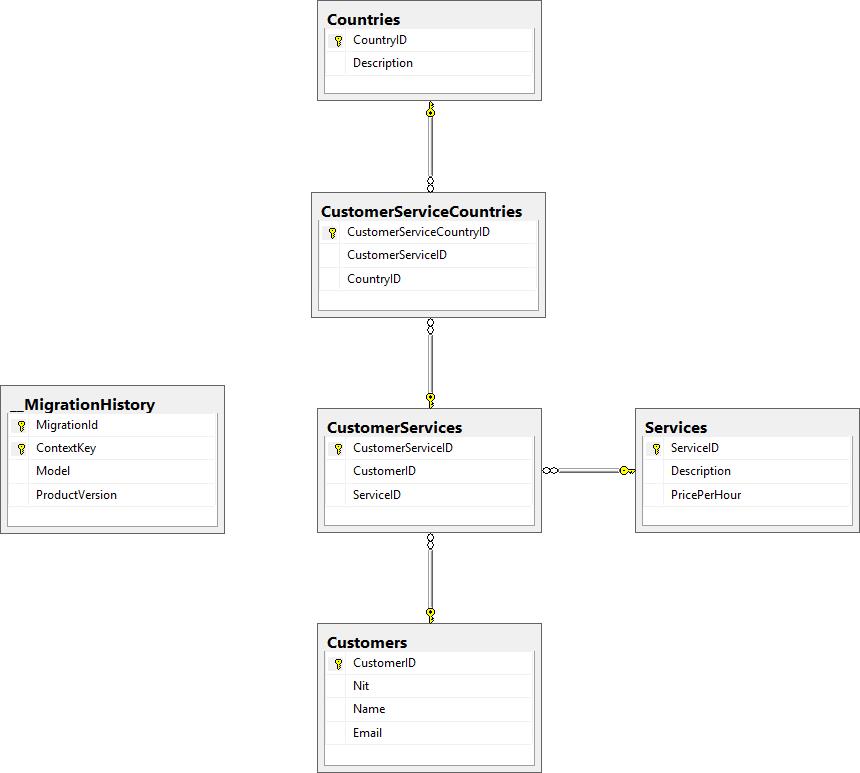 Countries
CountryID
Description
CustomerServiceCountries
CustomerServiceCountryID
CustomerServiceID
CountryID
__MigrationHistory
MigrationId
ContextKey
Model
ProductVersion
CustomerServices
CustomerServiceID
CustomerID
ServiceID
Services
ServiceID
Description
PricePerHour
Customers
CustomerID
Nit
Name
Email